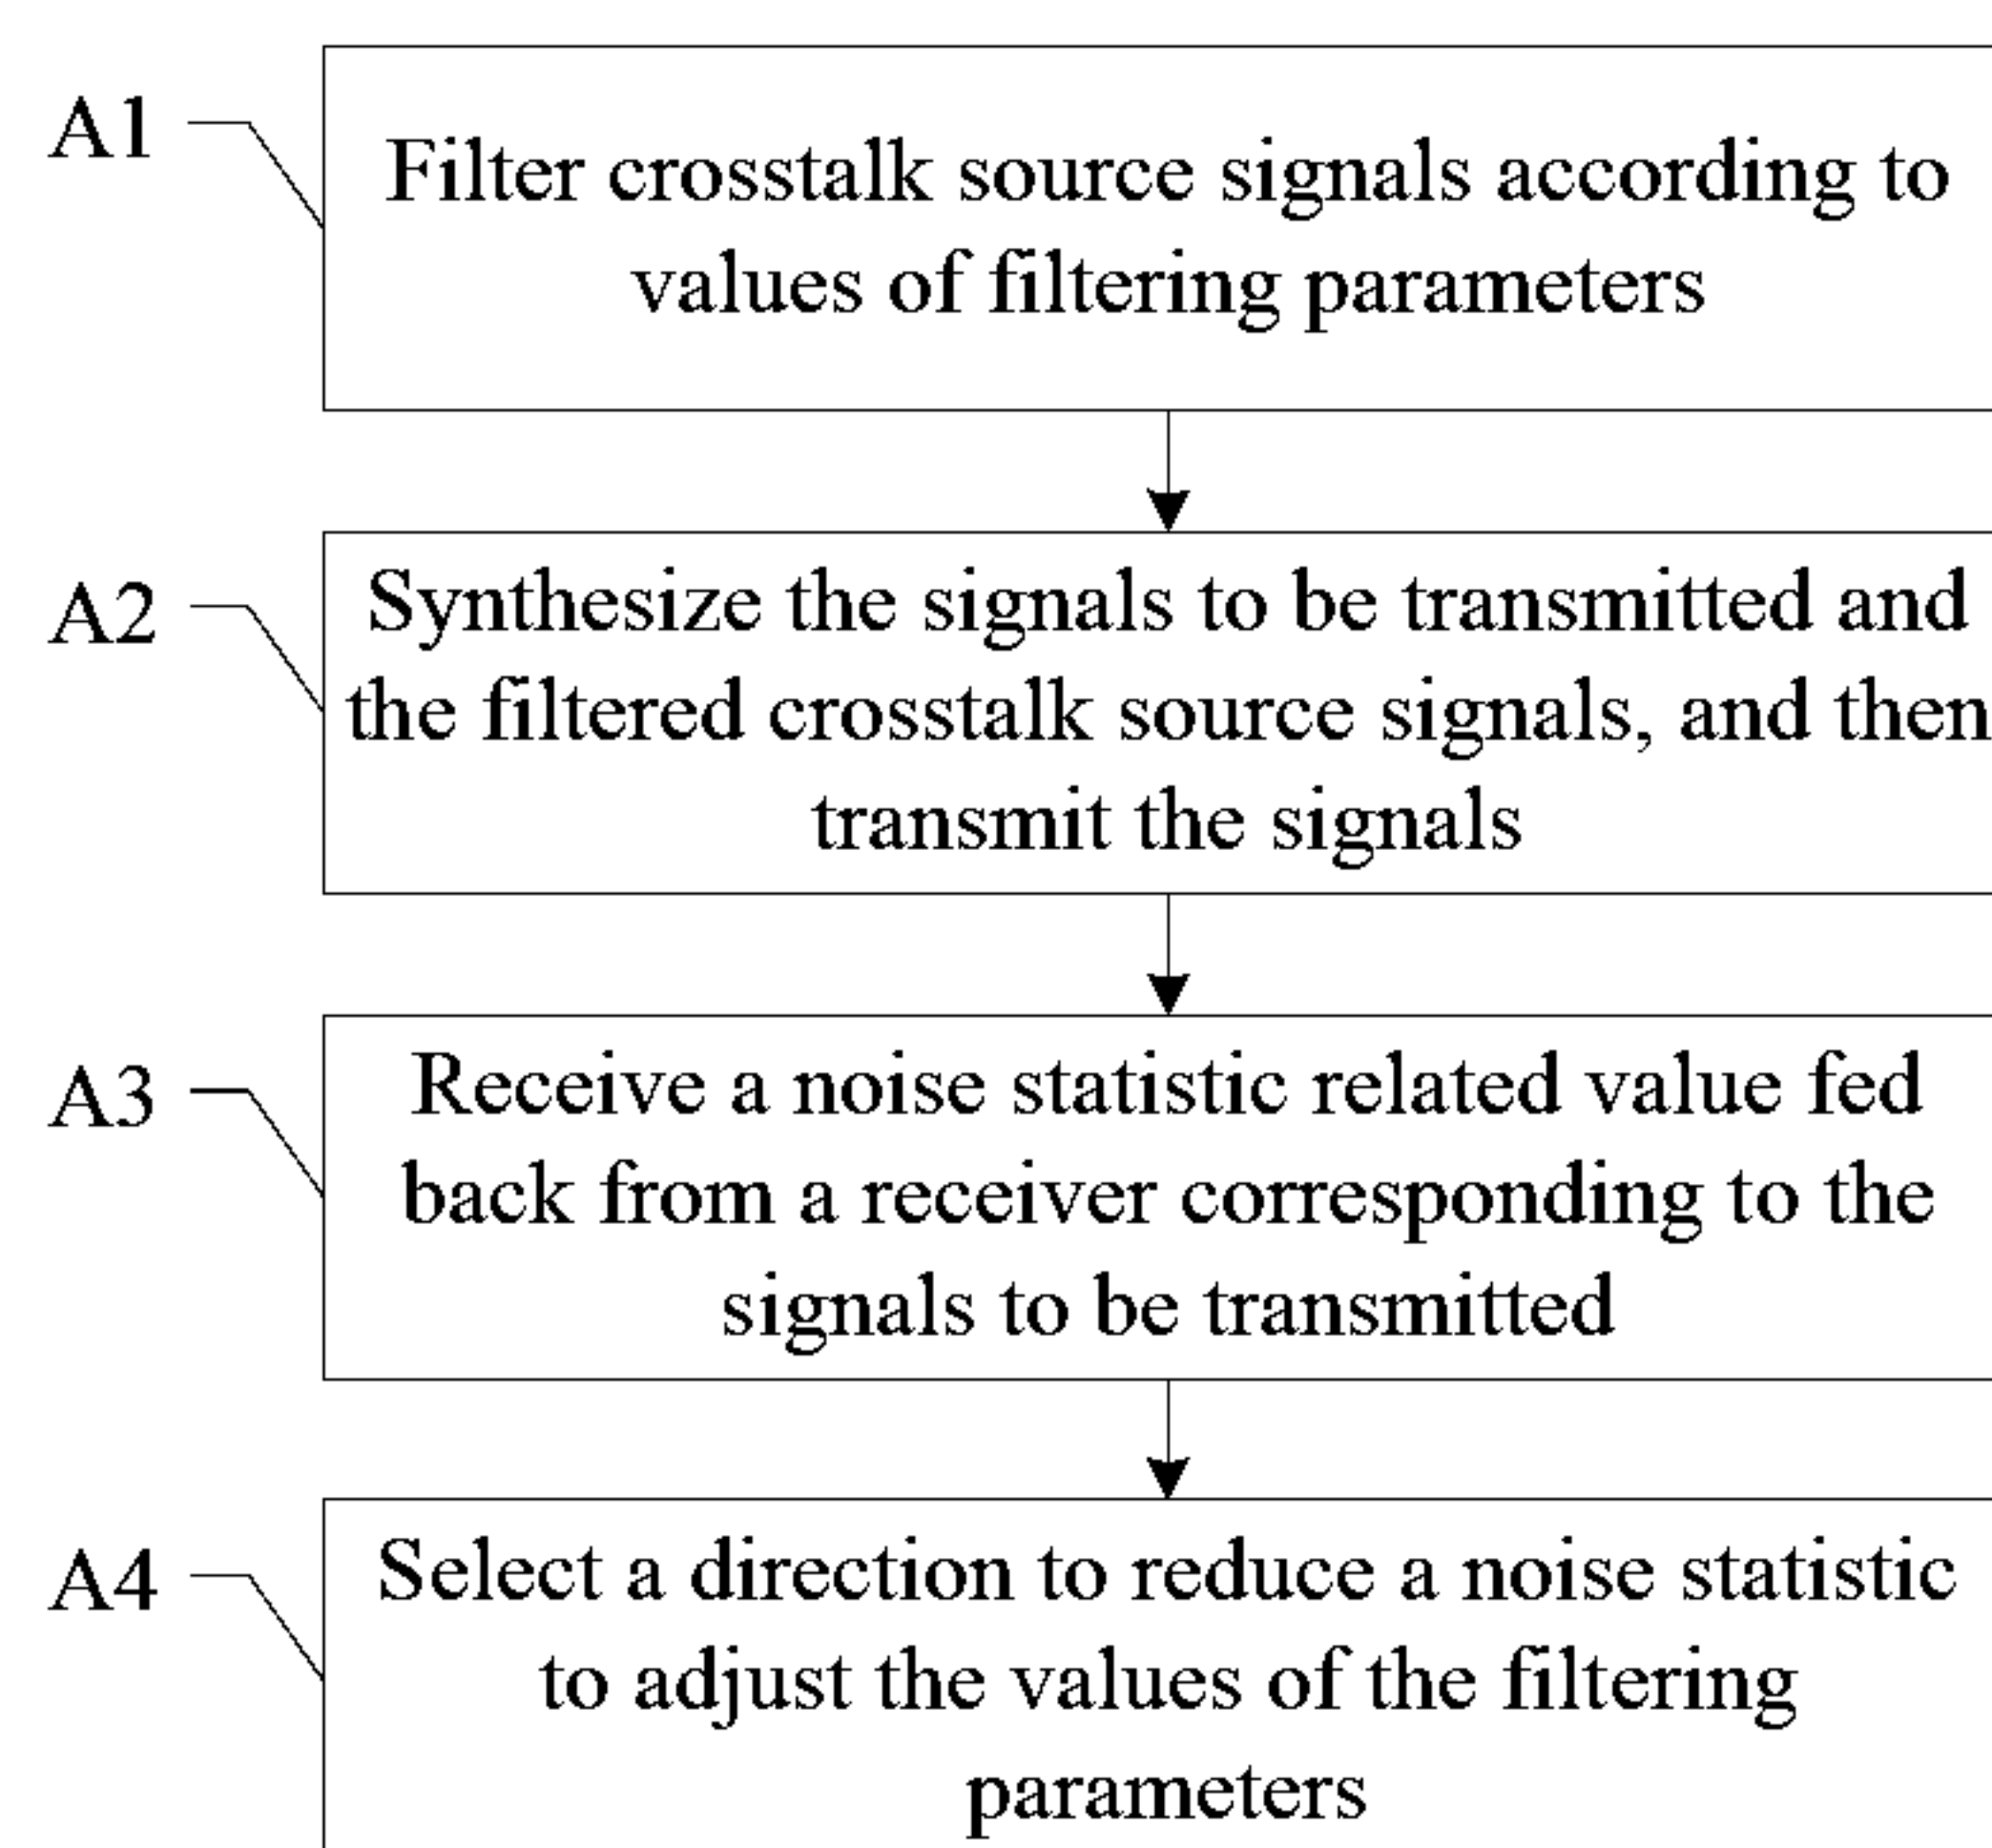 A1
Filter crosstalk source signals according to
values of filtering parameters
A2
Synthesize the signals to be transmitted and
the filtered crosstalk source signals, and then
transmit the signals
A3
Receive a noise statistic related value fed
back from a receiver corresponding to the
signals to be transmitted
A4
Select a direction to reduce a noise statistic
to adjust the values of the filtering
parameters